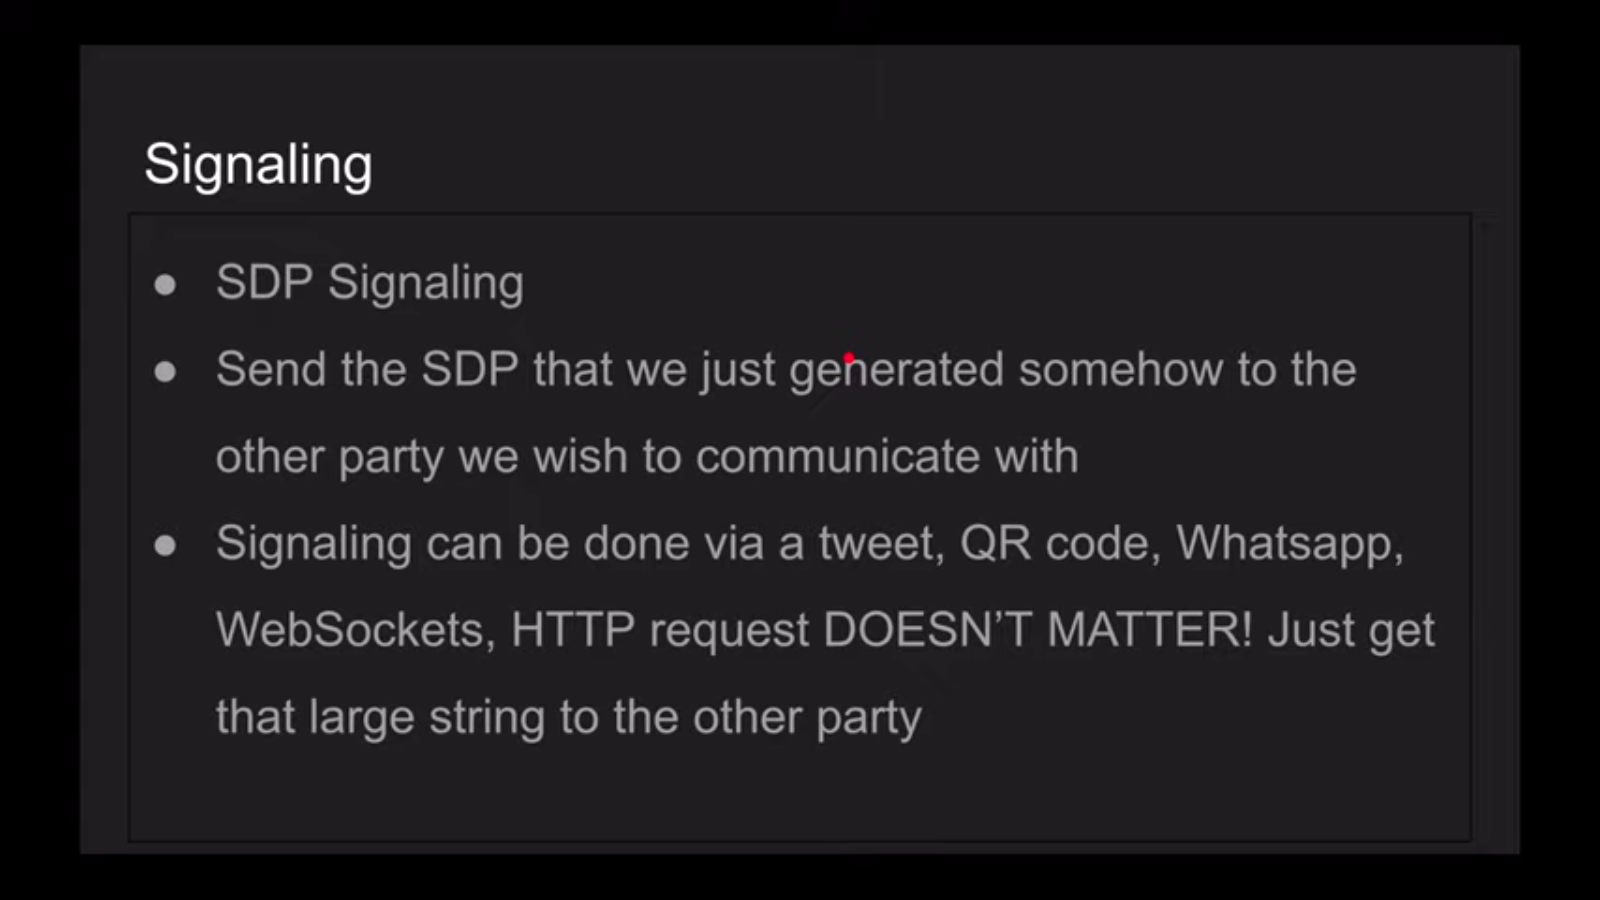 Signaling
● SDP Signaling
● Send the SDP that we just generated somehow to the
other party we wish to communicate with
● Signaling can be done via a tweet, QR code, Whatsapp,
WebSockets, HTTP request DOESN’T MATTER! Just get
that large string to the other party